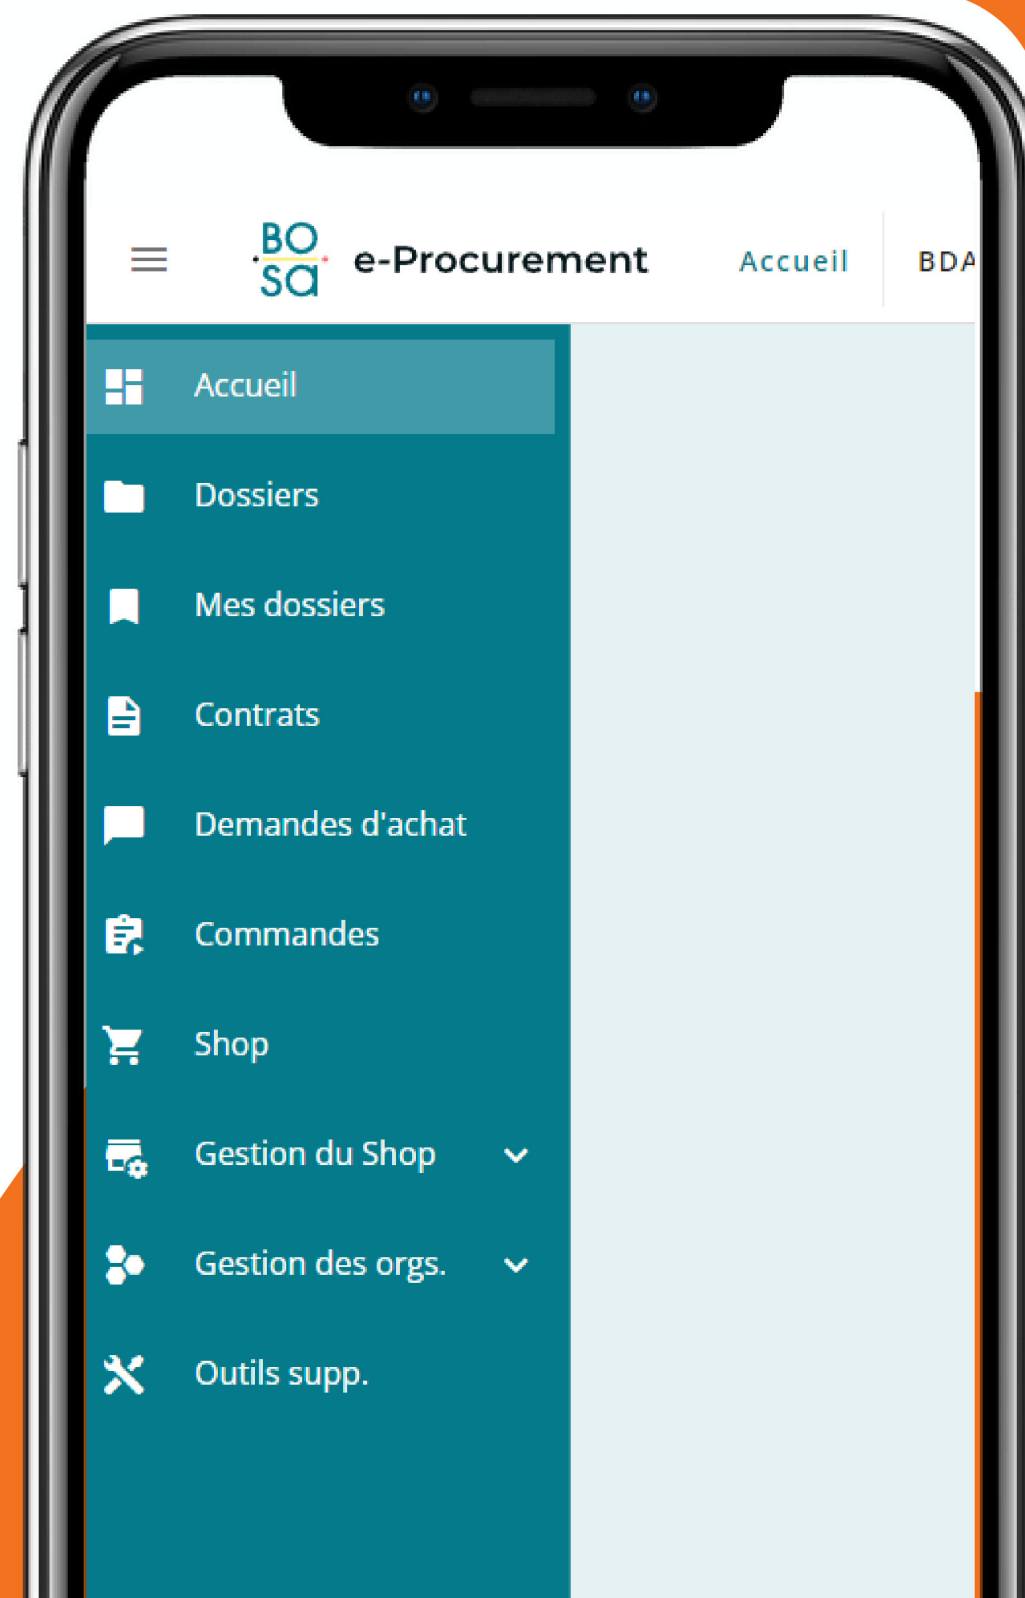 BO
sa
e-Procurement
Accueil
BDA
Accueil
Dossiers
Mes dossiers
Contrats
Demandes d'achat
Commandes
Shop
Gestion du Shop
Gestion des orgs.
Outils supp.